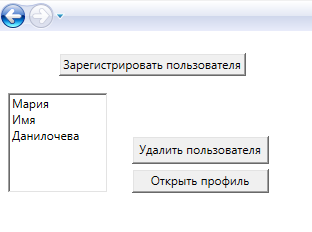 Зарегистрировать пользователя
Мария
Имя
Данилочева
Удалить пользователя
Открыть профиль